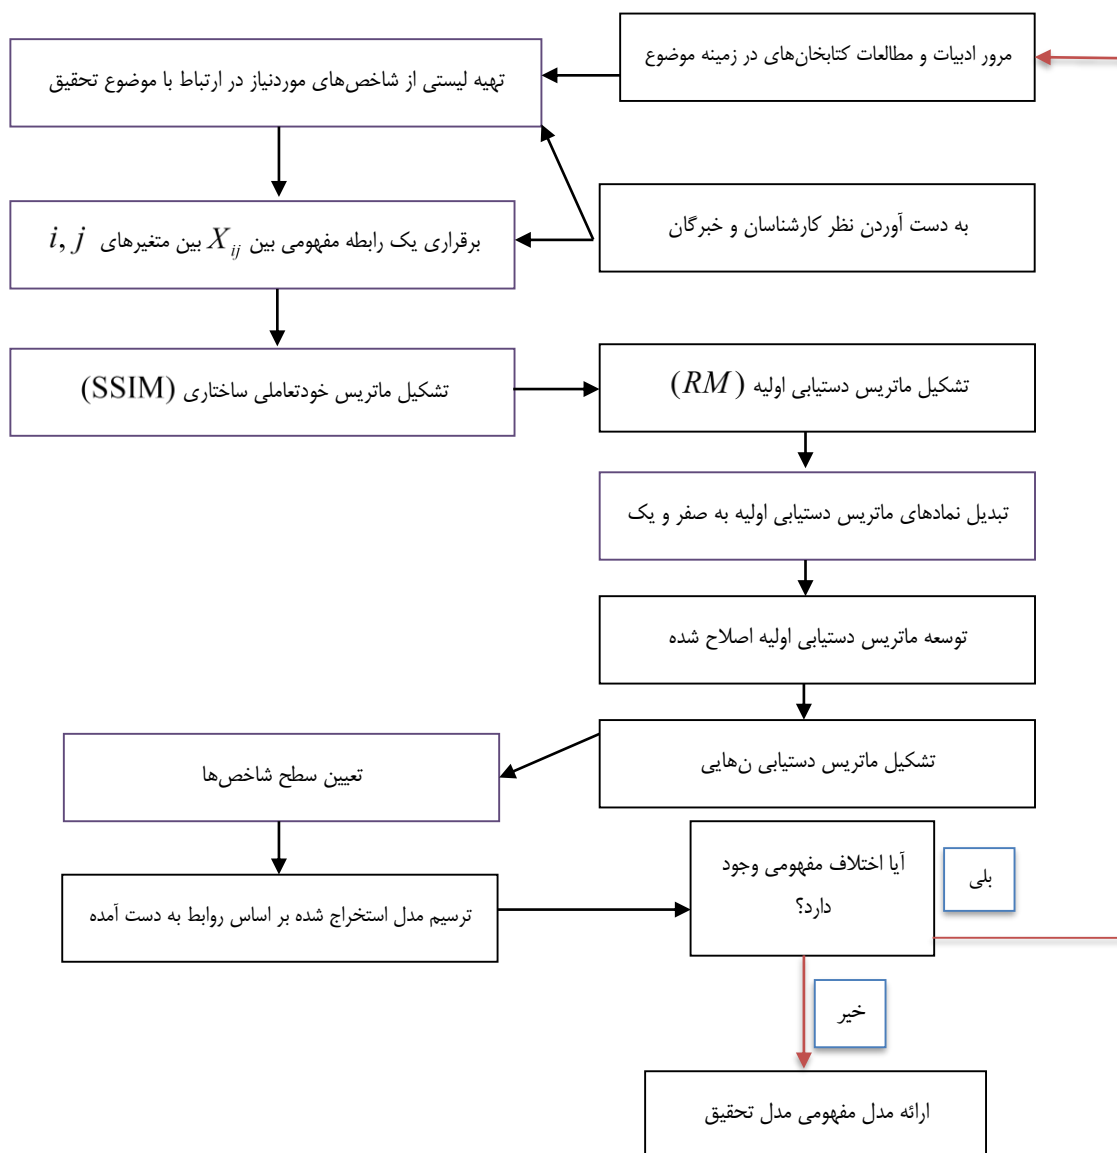 مرور ادبیات و مطالعات کتابخان‌های در زمینه موضوع
تهیه لیستی از شاخص‌های موردنیاز در ارتباط با موضوع تحقیق
به دست آوردن نظر کارشناسان و خبرگان
برقراری یک رابطه مفهومی بین X_ij بین متغیرهای i, j
تشکیل ماتریس خودتعاملی ساختاری (SSIM)
تشکیل ماتریس دستیابی اولیه (RM)
تبدیل نمادهای ماتریس دستیابی اولیه به صفر و یک
توسعه ماتریس دستیابی اولیه اصلاح شده
تشکیل ماتریس دستیابی ن‌هایی
تعیین سطح شاخص‌ها
ترسیم مدل استخراج شده بر اساس روابط به دست آمده
آیا اختلاف مفهومی وجود
دارد؟
بلی
خیر
ارائه مدل مفهومی مدل تحقیق